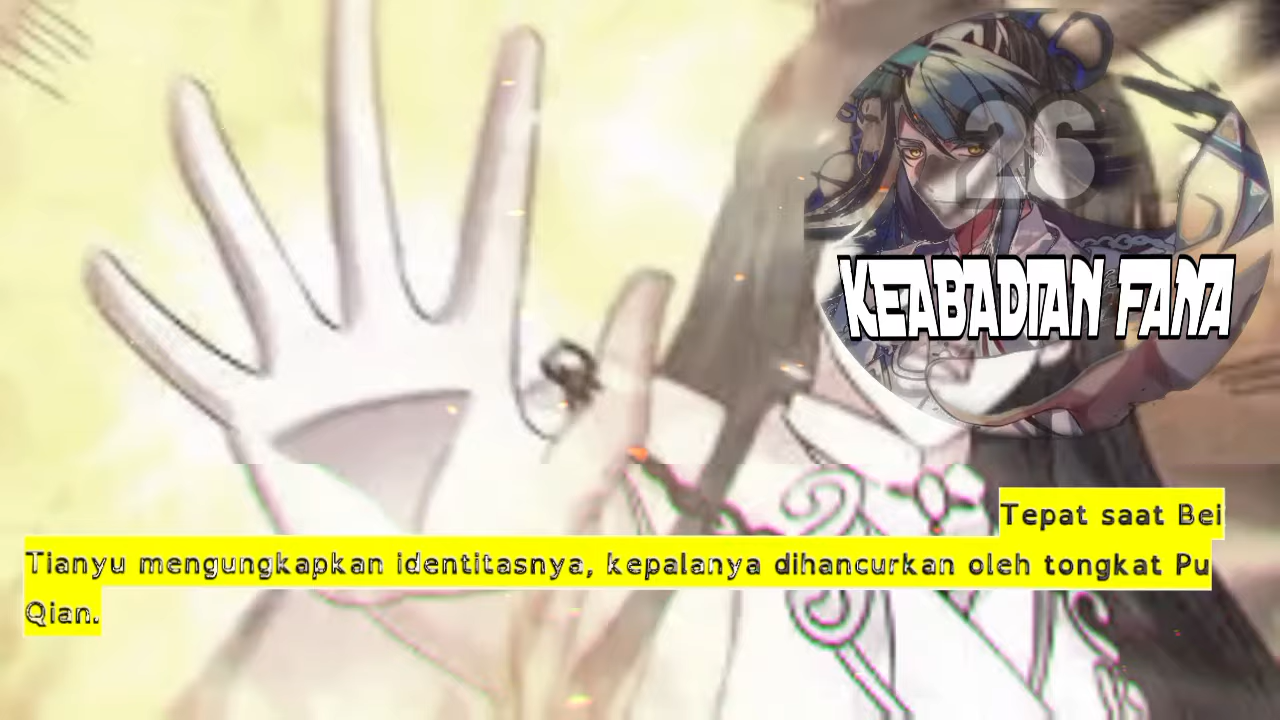 26
KEABADIAN FANA
Tepat saat Bei
Tianyu mengungkapkan identitasnya, kepalanya dihancurkan oleh tongkat Pu
Qian.